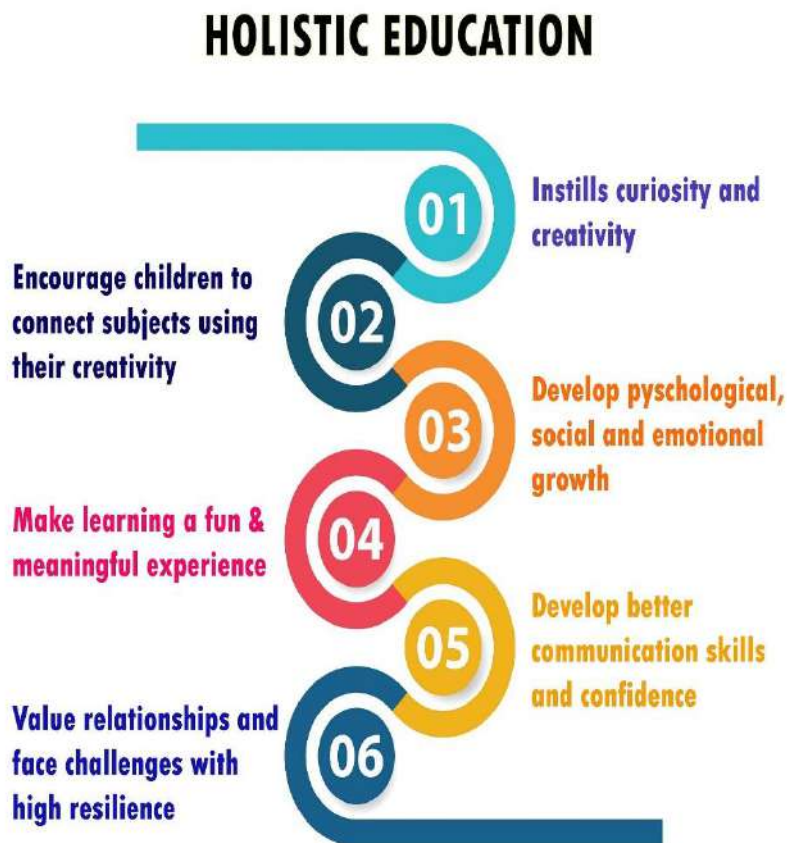 HOLISTIC EDUCATION
01
Instills curiosity and
creativity
02
Encourage children to
connect subjects using
their creativity
03
Develop pyschological,
social and emotional
growth
04
Make learning a fun &
meaningful experience
05
Develop better
communication skills
and confidence
06
Value relationships and
face challenges with
high resilience